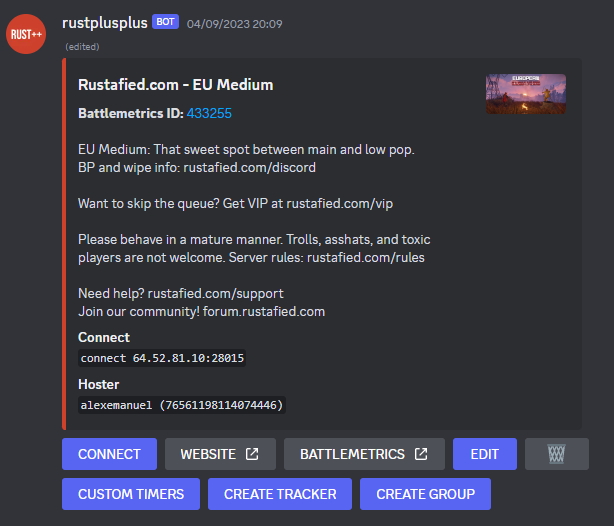 RUST++
rustplusplus BOT 04/09/2023 20:09
(edited)
Rustafied.com - EU Medium
EUROPEAN
Battlemetrics ID: 433255
EU Medium: That sweet spot between main and low pop.
BP and wipe info: rustafied.com/discord
Want to skip the queue? Get VIP at rustafied.com/vip
Please behave in a mature manner. Trolls, asshats, and toxic
players are not welcome. Server rules: rustafied.com/rules
Need help? rustafied.com/support
Join our community! forum.rustafied.com
Connect
connect 64.52.81.10:28015
Hoster
alexemanuel (76561198114074446)
CONNECT WEBSITE BATTLEMETRICS EDIT
CUSTOM TIMERS CREATE TRACKER CREATE GROUP